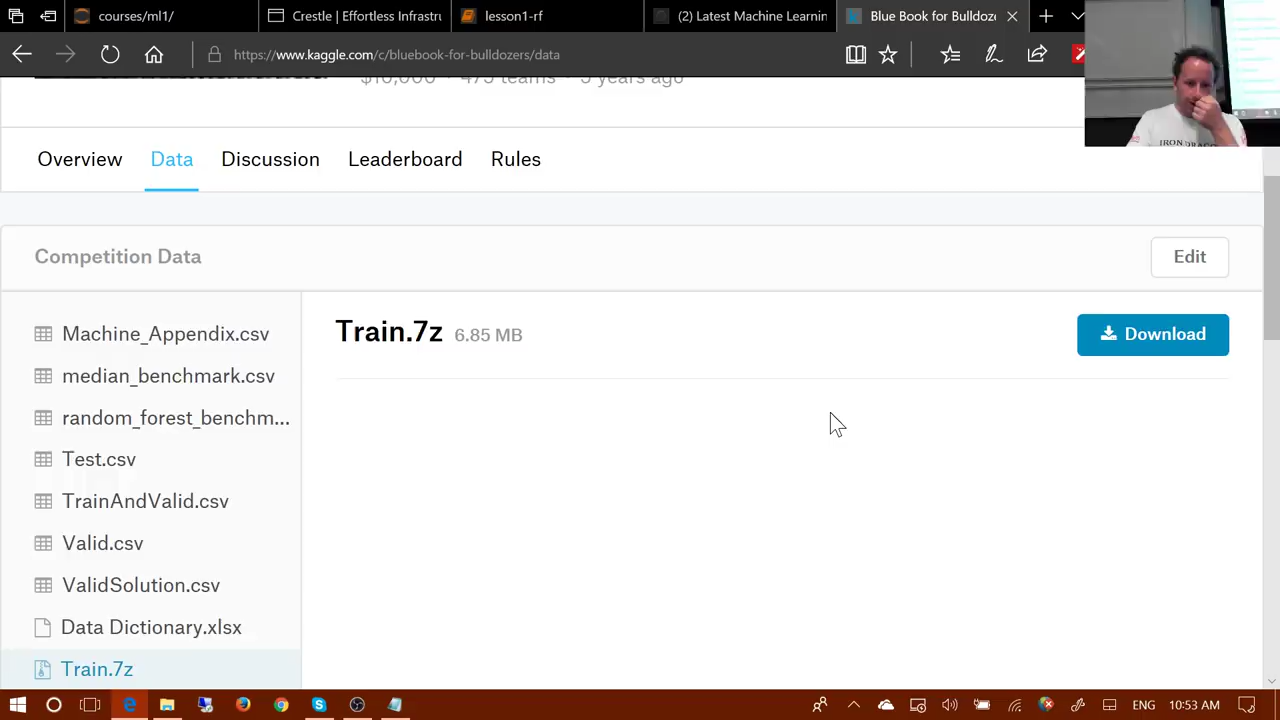 courses/ml1/
Crestle | Effortless Infrastru
lesson1-rf
(2) Latest Machine Learnin
Blue Book for Bulldoze
https://www.kaggle.com/c/bluebook-for-bulldozers/data
$10,000 · 475 teams · 5 years ago
Overview
Data
Discussion
Leaderboard
Rules
IRON DRAGO
Competition Data
Edit
Machine_Appendix.csv
median_benchmark.csv
random_forest_benchm...
Test.csv
TrainAndValid.csv
Valid.csv
ValidSolution.csv
Data Dictionary.xlsx
Train.7z
Train.7z 6.85 MB
Download
ENG
10:53 AM